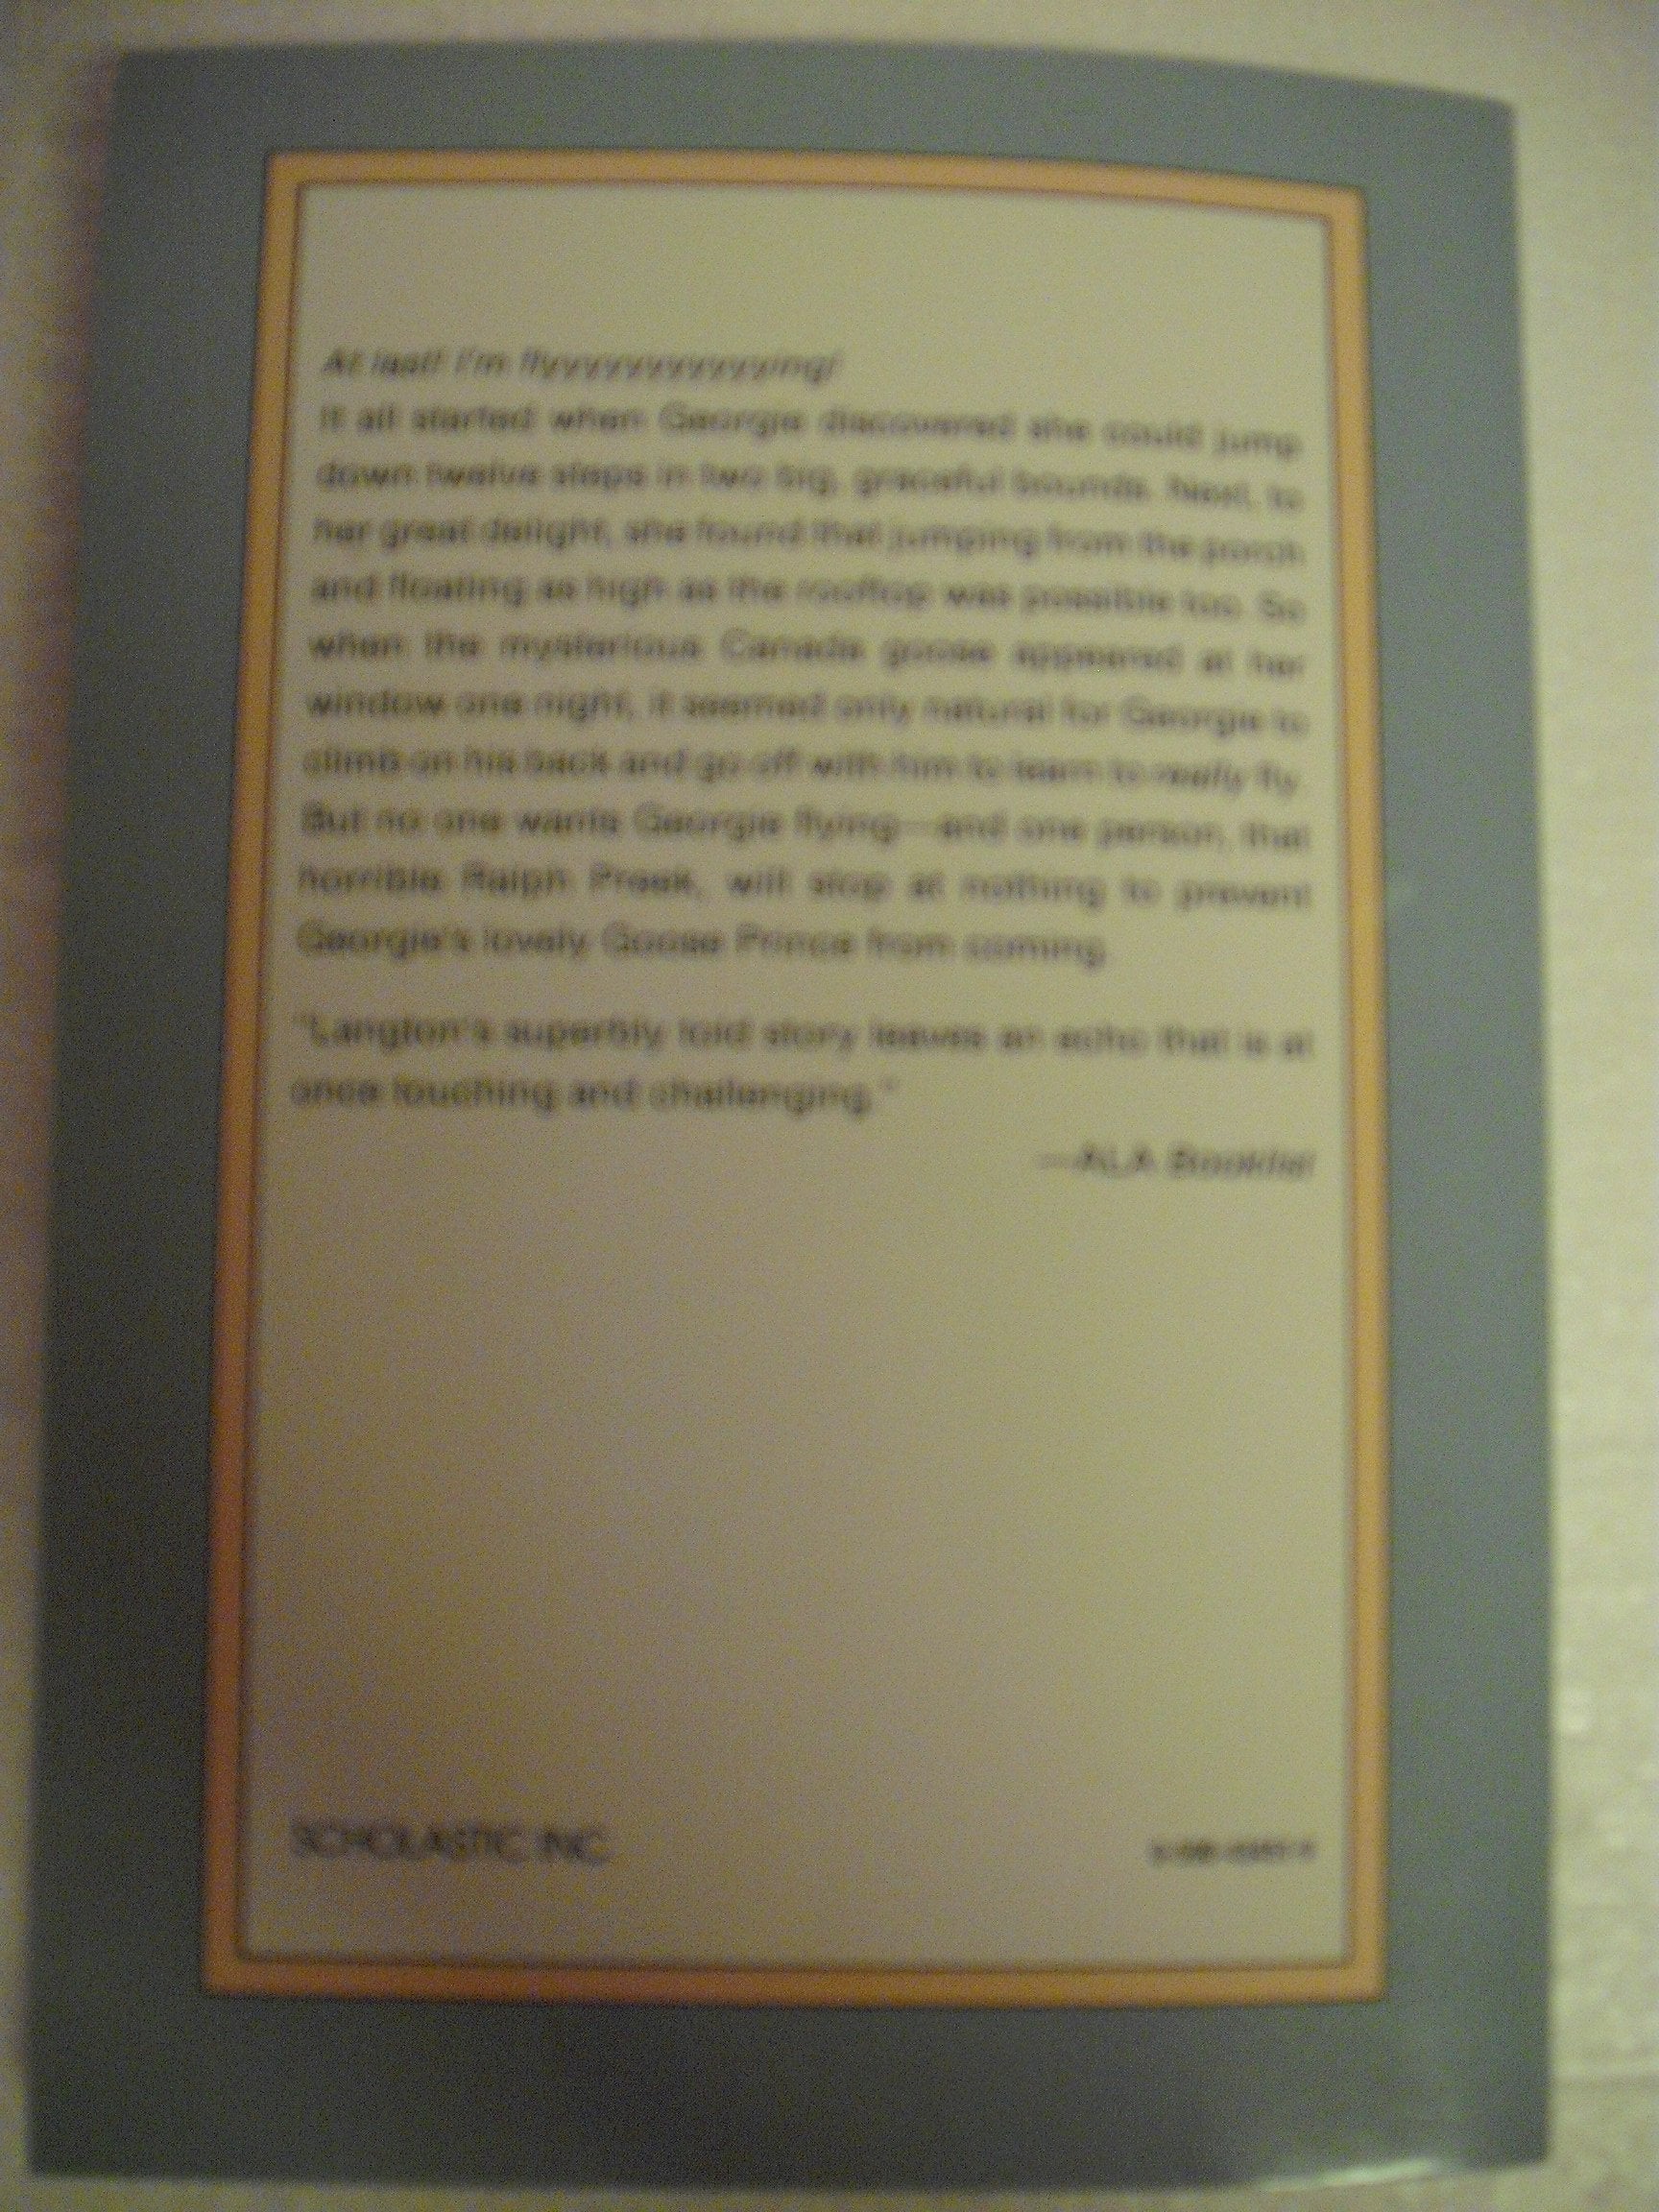 At last! I'm flyyyyyyyyyyyying!
It all started when Georgie discovered she could jump
down twelve steps in two big, graceful bounds. Next, to
her great delight, she found that jumping from the porch
and floating as high as the rooftop was possible too. So
when the mysterious Canada goose appeared at her
window one night, it seemed only natural for Georgie to
climb on his back and go off with him to learn to really fly.
But no one wants Georgie flying—and one person, that
horrible Ralph Preek, will stop at nothing to prevent
Georgie's lovely Goose Prince from coming.
"Langton's superbly told story leaves an echo that is at
once touching and challenging."
—ALA Booklist
SCHOLASTIC INC.